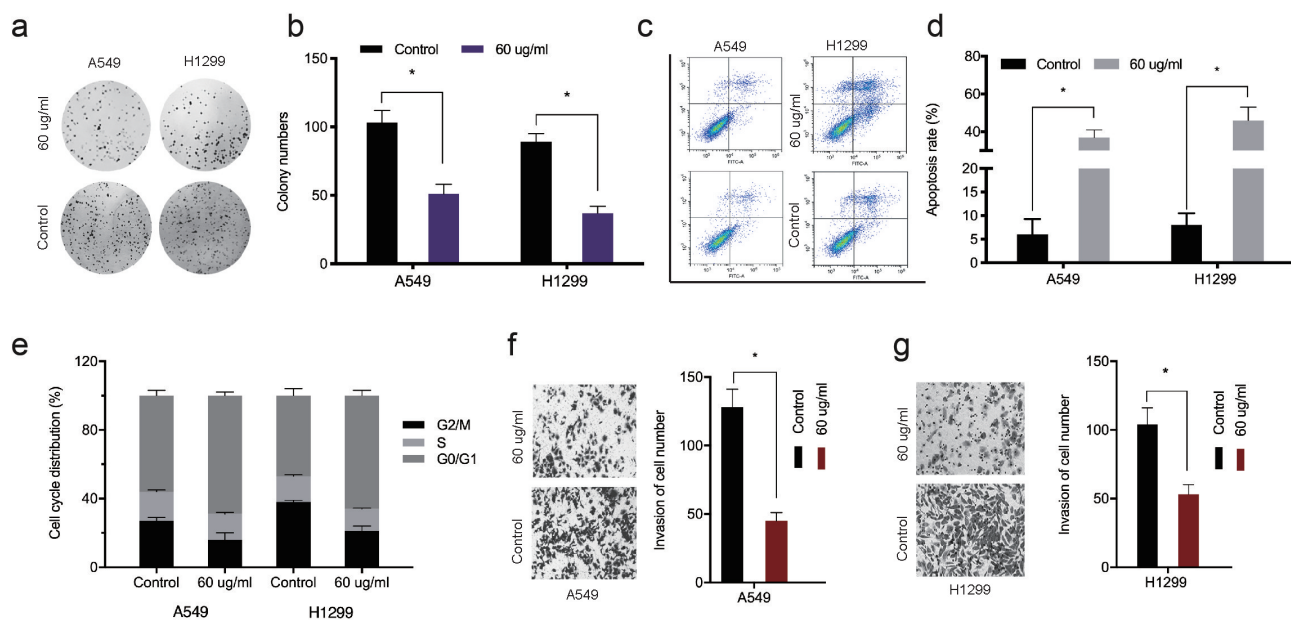 a
A549
H1299
60 ug/ml
Control
b
Control
60 ug/ml
150
100
50
0
Colony numbers
*
*
A549
H1299
c
A549
H1299
60 ug/ml
Control
FITC-A
FITC-A
FITC-A
FITC-A
d
Control
60 ug/ml
80
60
40
20
15
10
5
0
Apoptosis rate (%)
*
*
A549
H1299
e
120
80
40
0
Cell cycle distribution (%)
G2/M
S
G0/G1
Control
60 ug/ml
Control
60 ug/ml
A549
H1299
f
60 ug/ml
Control
A549
150
100
50
0
Invasion of cell number
*
Control
60 ug/ml
A549
g
60 ug/ml
Control
H1299
150
100
50
0
Invasion of cell number
*
Control
60 ug/ml
H1299